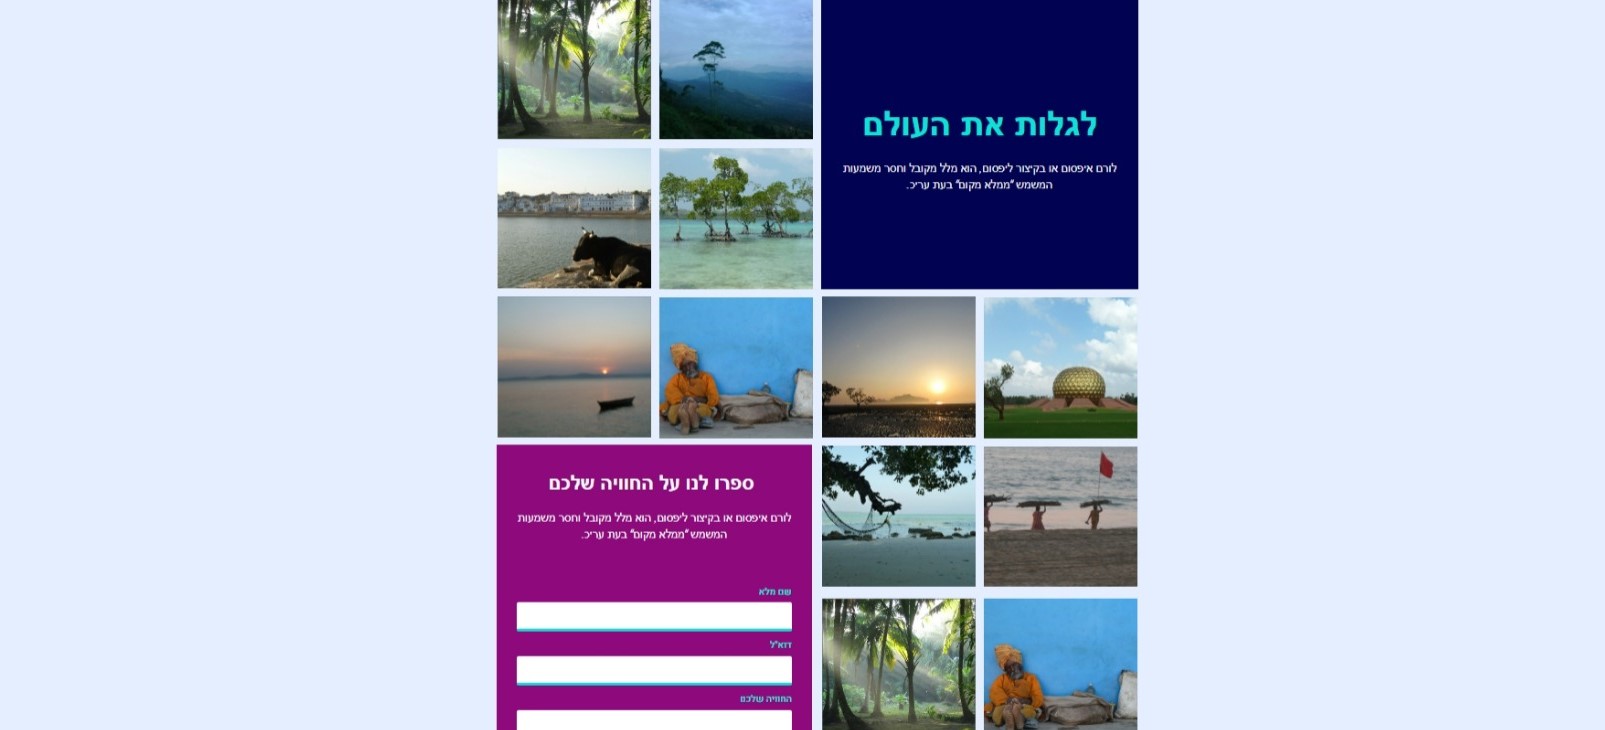 לגלות את העולם
לורם איפסום או בקיצור ליפסום, הוא מלל מקובל וחסר משמעות
המשמש "ממלא מקום" בעת עריכ.
ספרו לנו על החוויה שלכם
לורם איפסום או בקיצור ליפסום, הוא מלל מקובל וחסר משמעות
המשמש "ממלא מקום" בעת עריכ.
שם מלא
דוא"ל
החוויה שלכם